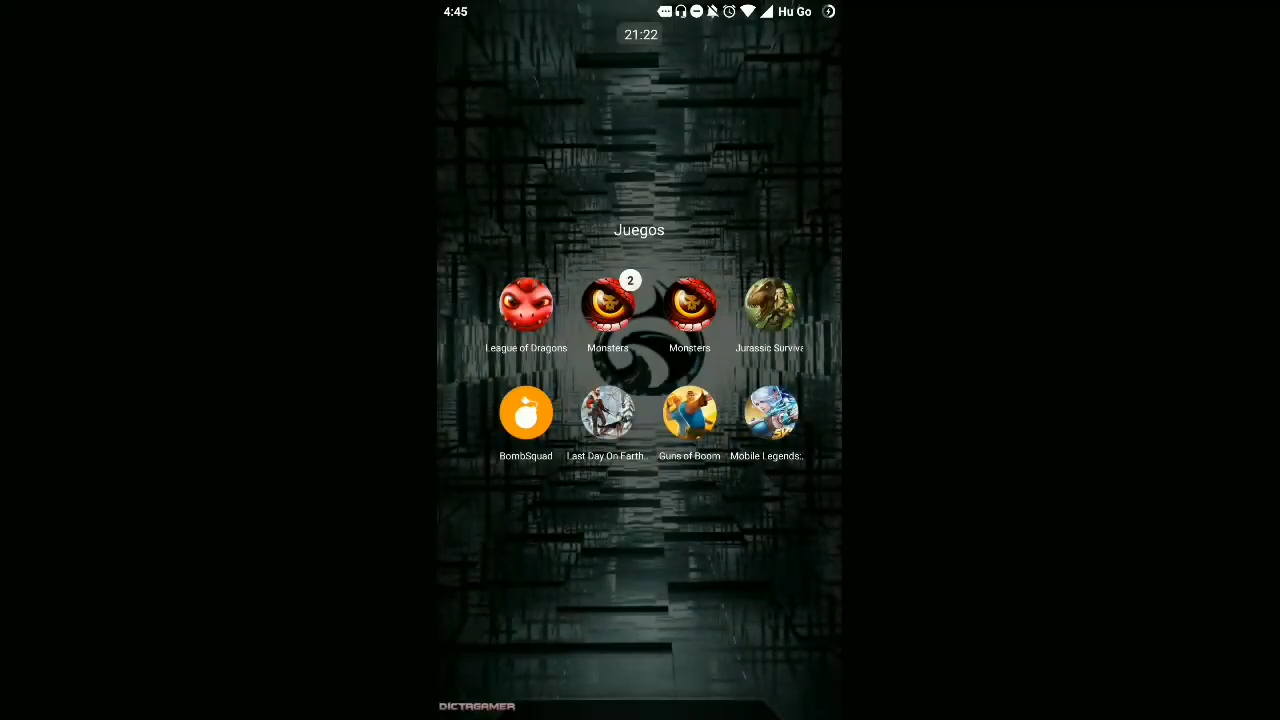 4:45
Hu Go
21:22
Juegos
2
League of Dragons
Monsters
Monsters
Jurassic Surviva
BombSquad
Last Day On Earth..
Guns of Boom
Mobile Legends:.
DICTAGAMER